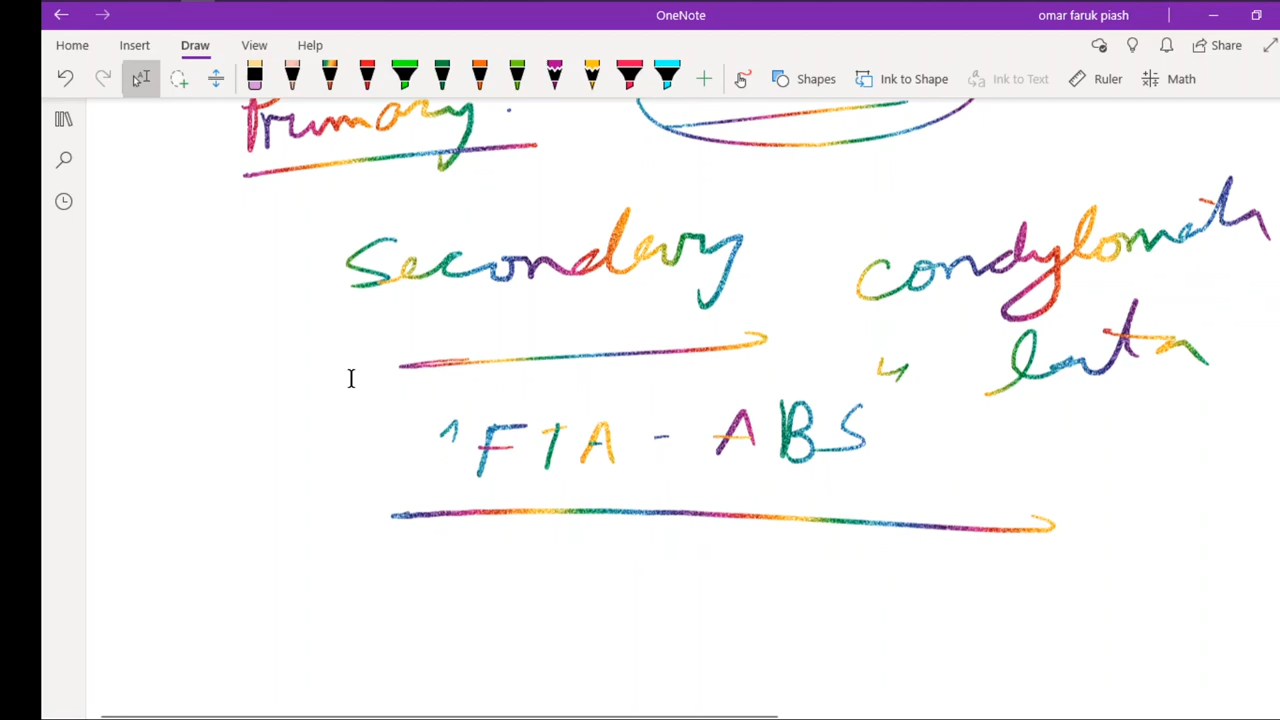 OneNote
omar faruk piash
Home Insert Draw View Help
Share
Shapes Ink to Shape Ink to Text Ruler Math
Primary
Secondary
condylomata
lata
"FTA - ABS"